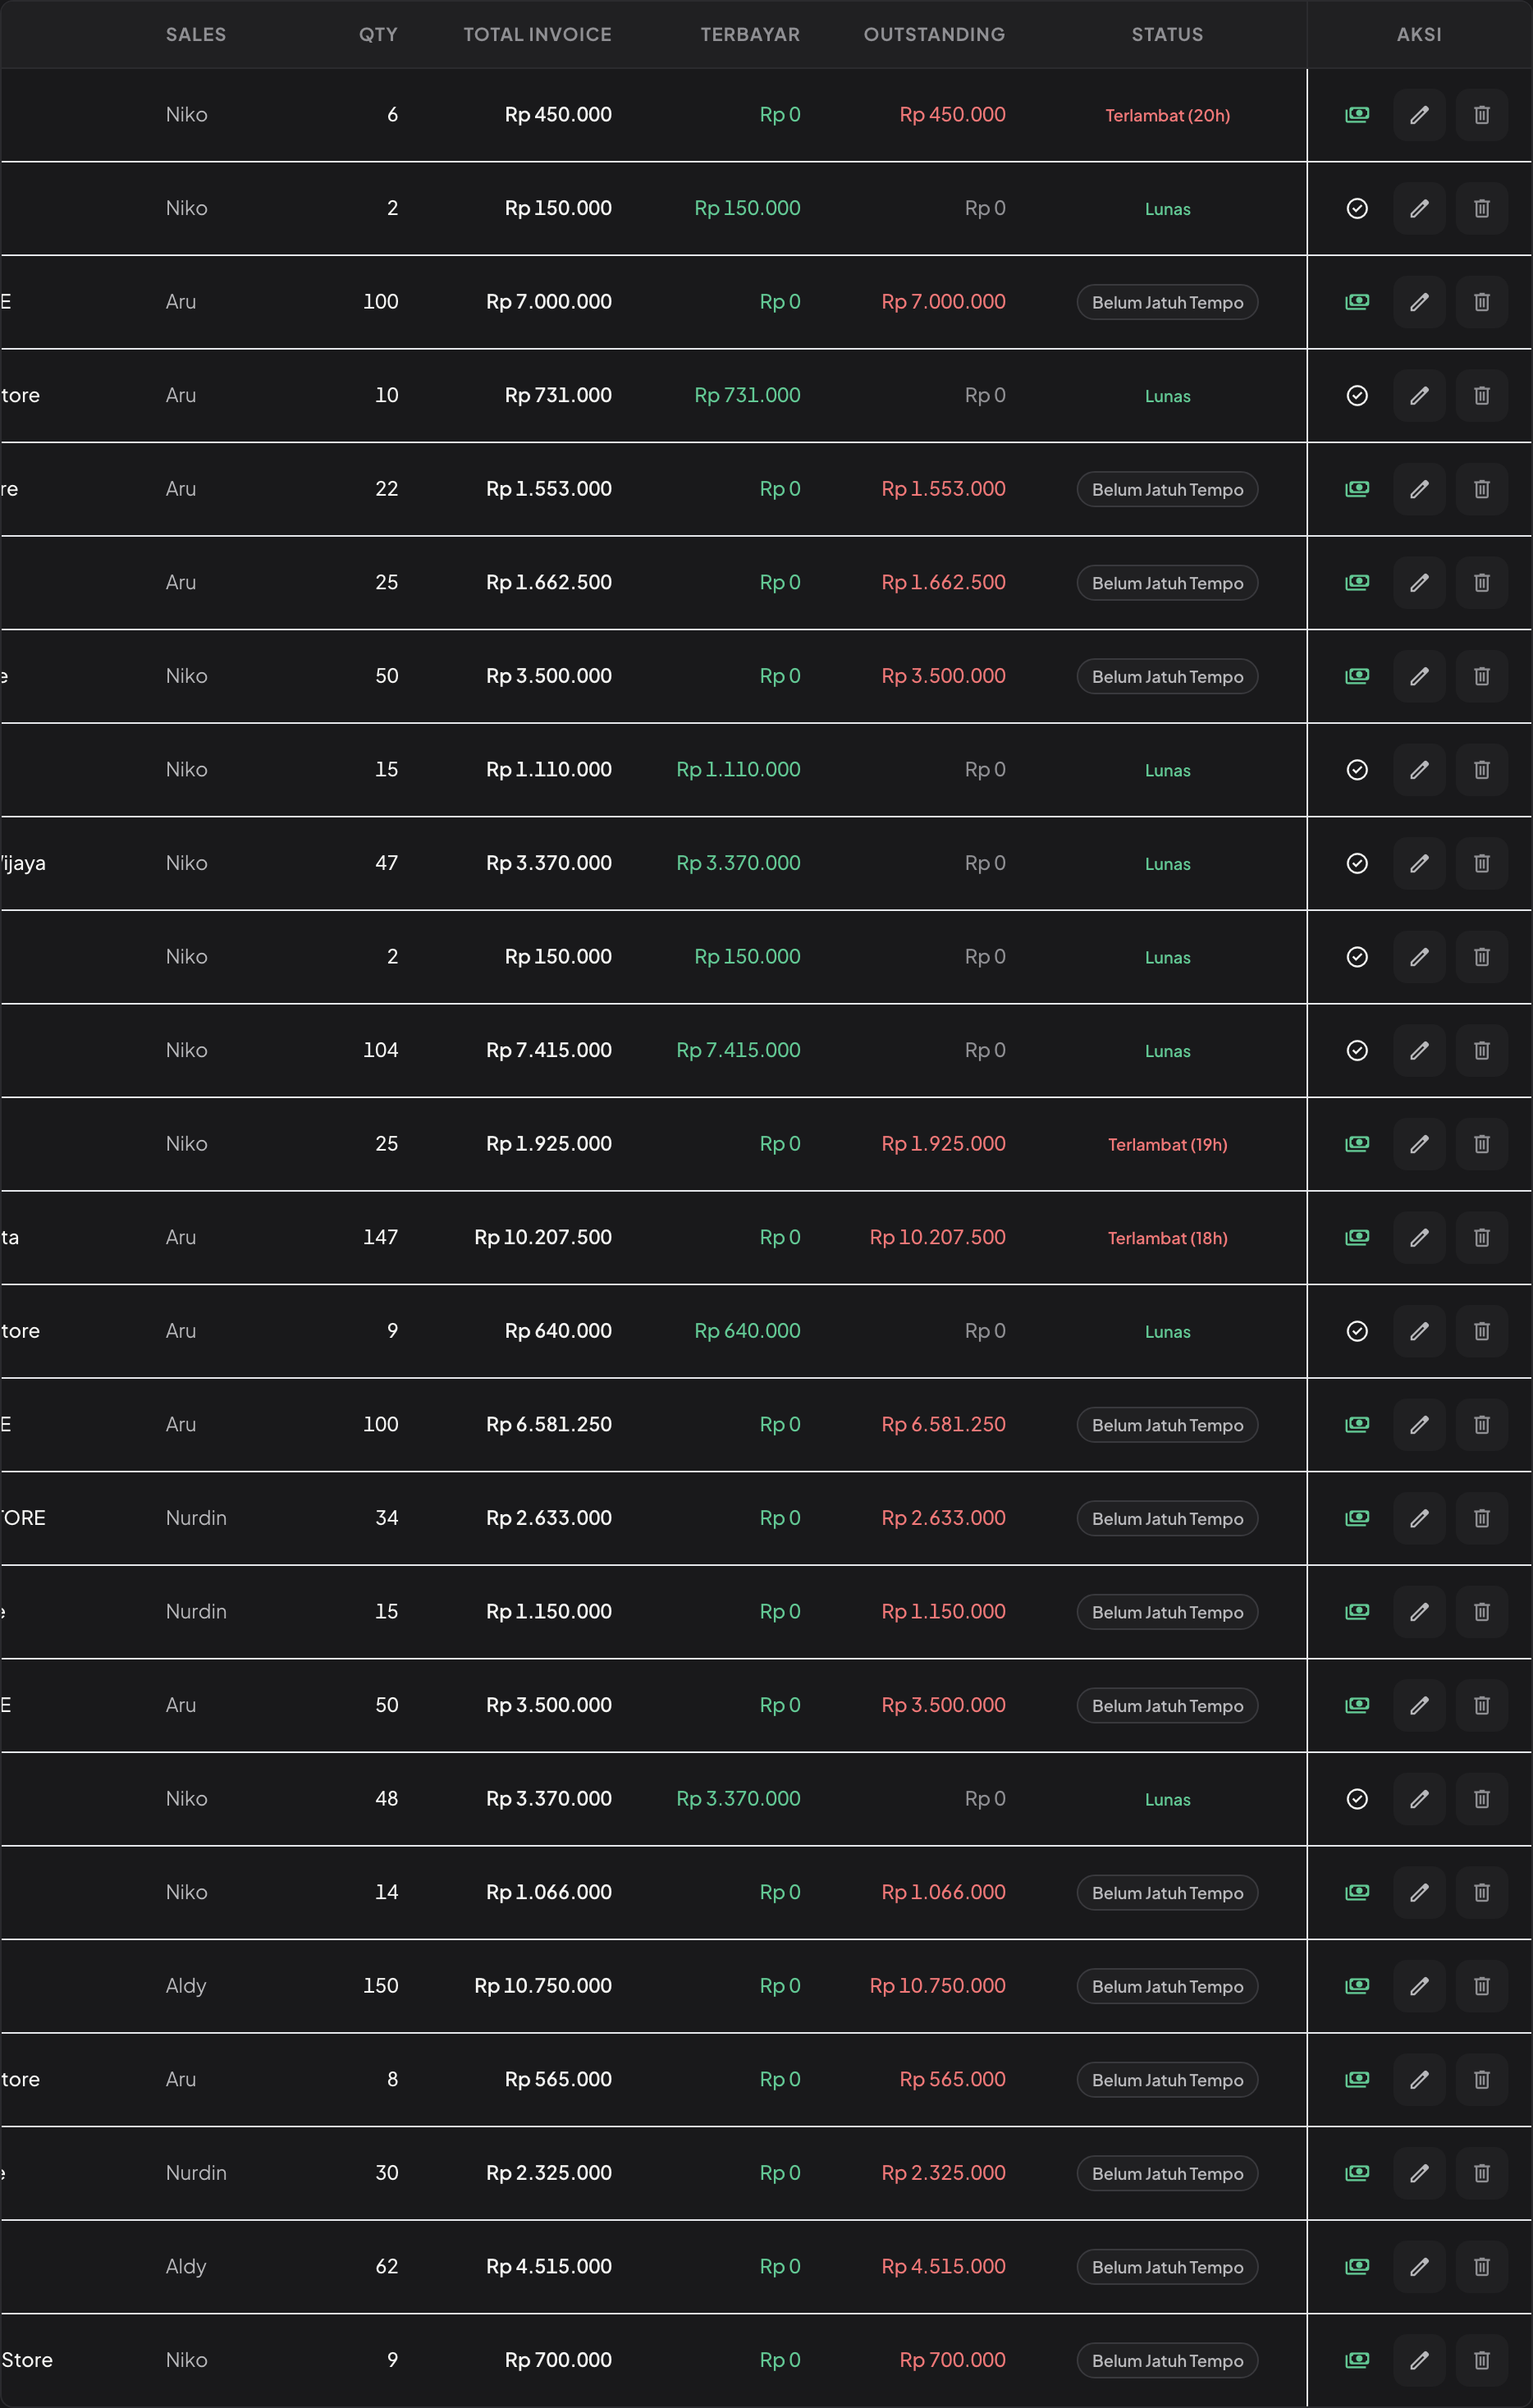 SALES QTY TOTAL INVOICE TERBAYAR OUTSTANDING STATUS AKSI
Niko 6 Rp 450.000 Rp 0 Rp 450.000 Terlambat (20h)
Niko 2 Rp 150.000 Rp 150.000 Rp 0 Lunas
E Aru 100 Rp 7.000.000 Rp 0 Rp 7.000.000 Belum Jatuh Tempo
tore Aru 10 Rp 731.000 Rp 731.000 Rp 0 Lunas
re Aru 22 Rp 1.553.000 Rp 0 Rp 1.553.000 Belum Jatuh Tempo
Aru 25 Rp 1.662.500 Rp 0 Rp 1.662.500 Belum Jatuh Tempo
e Niko 50 Rp 3.500.000 Rp 0 Rp 3.500.000 Belum Jatuh Tempo
Niko 15 Rp 1.110.000 Rp 1.110.000 Rp 0 Lunas
ijaya Niko 47 Rp 3.370.000 Rp 3.370.000 Rp 0 Lunas
Niko 2 Rp 150.000 Rp 150.000 Rp 0 Lunas
Niko 104 Rp 7.415.000 Rp 7.415.000 Rp 0 Lunas
Niko 25 Rp 1.925.000 Rp 0 Rp 1.925.000 Terlambat (19h)
ta Aru 147 Rp 10.207.500 Rp 0 Rp 10.207.500 Terlambat (18h)
tore Aru 9 Rp 640.000 Rp 640.000 Rp 0 Lunas
E Aru 100 Rp 6.581.250 Rp 0 Rp 6.581.250 Belum Jatuh Tempo
TORE Nurdin 34 Rp 2.633.000 Rp 0 Rp 2.633.000 Belum Jatuh Tempo
e Nurdin 15 Rp 1.150.000 Rp 0 Rp 1.150.000 Belum Jatuh Tempo
E Aru 50 Rp 3.500.000 Rp 0 Rp 3.500.000 Belum Jatuh Tempo
Niko 48 Rp 3.370.000 Rp 3.370.000 Rp 0 Lunas
Niko 14 Rp 1.066.000 Rp 0 Rp 1.066.000 Belum Jatuh Tempo
Aldy 150 Rp 10.750.000 Rp 0 Rp 10.750.000 Belum Jatuh Tempo
tore Aru 8 Rp 565.000 Rp 0 Rp 565.000 Belum Jatuh Tempo
e Nurdin 30 Rp 2.325.000 Rp 0 Rp 2.325.000 Belum Jatuh Tempo
Aldy 62 Rp 4.515.000 Rp 0 Rp 4.515.000 Belum Jatuh Tempo
Store Niko 9 Rp 700.000 Rp 0 Rp 700.000 Belum Jatuh Tempo